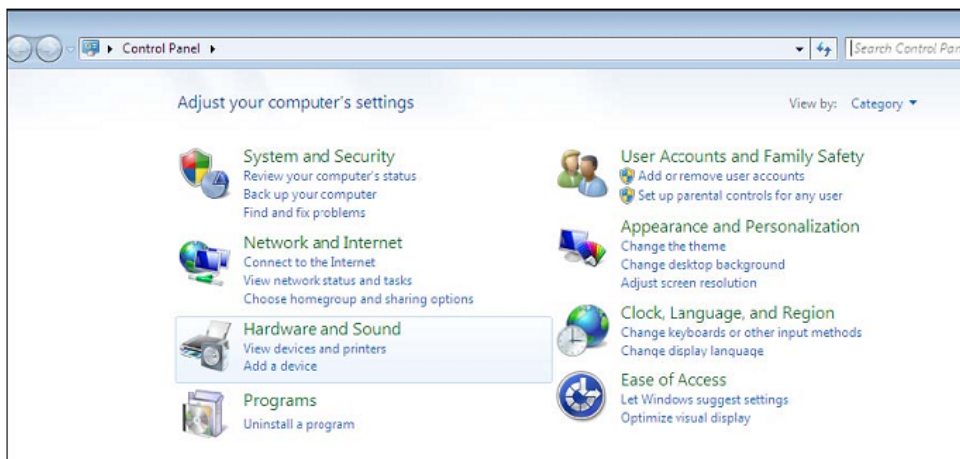 Control Panel
Search Control Pan
Adjust your computer's settings
View by: Category
System and Security
Review your computer's status
Back up your computer
Find and fix problems
Network and Internet
Connect to the Internet
View network status and tasks
Choose homegroup and sharing options
Hardware and Sound
View devices and printers
Add a device
Programs
Uninstall a program
User Accounts and Family Safety
Add or remove user accounts
Set up parental controls for any user
Appearance and Personalization
Change the theme
Change desktop background
Adjust screen resolution
Clock, Language, and Region
Change keyboards or other input methods
Change display language
Ease of Access
Let Windows suggest settings
Optimize visual display